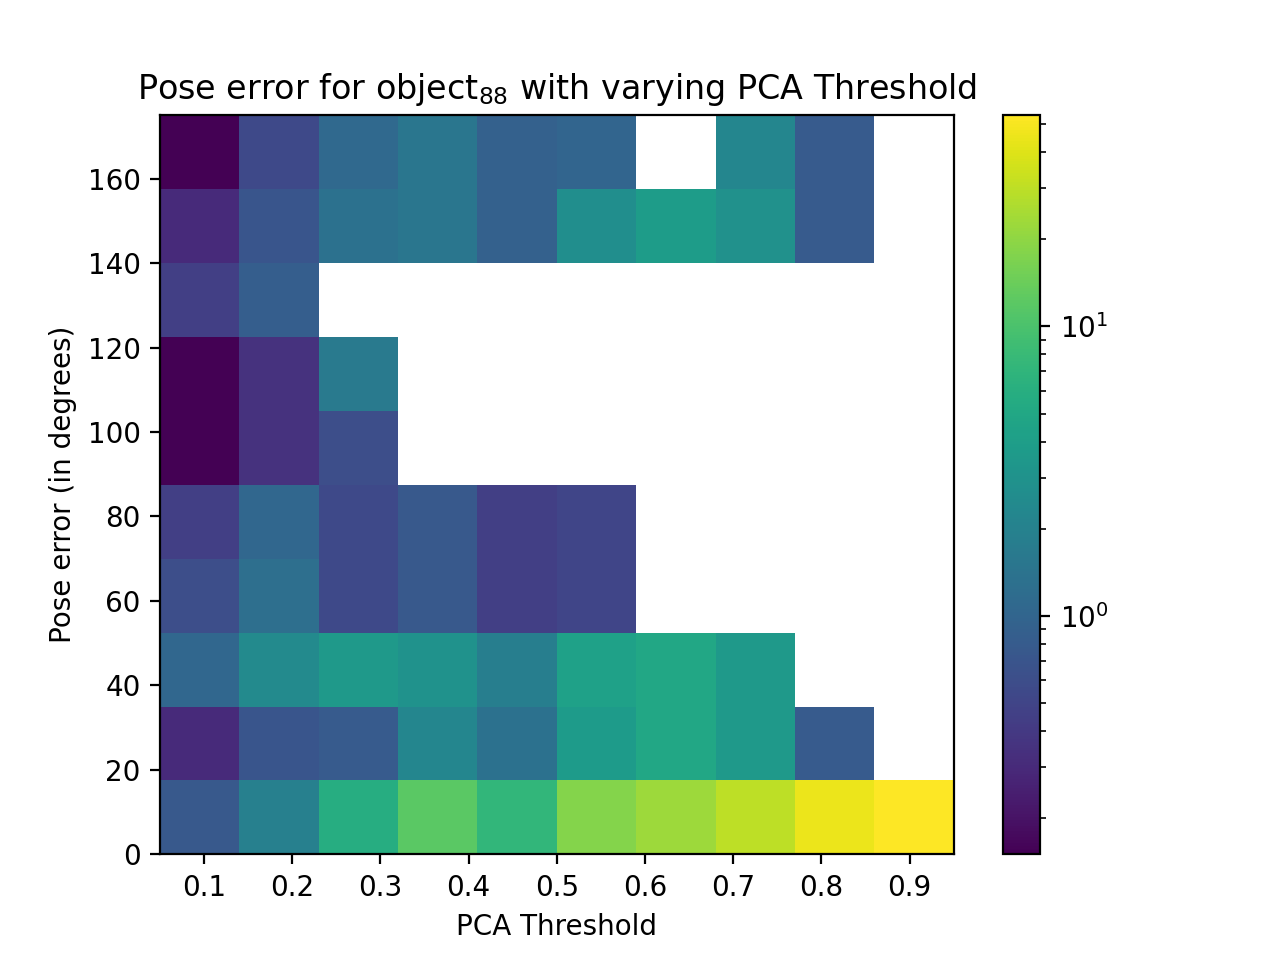 Pose error for object₈₈ with varying PCA Threshold
160
140
120
100
80
60
40
20
0
Pose error (in degrees)
0.1 0.2 0.3 0.4 0.5 0.6 0.7 0.8 0.9
PCA Threshold
10¹
10⁰